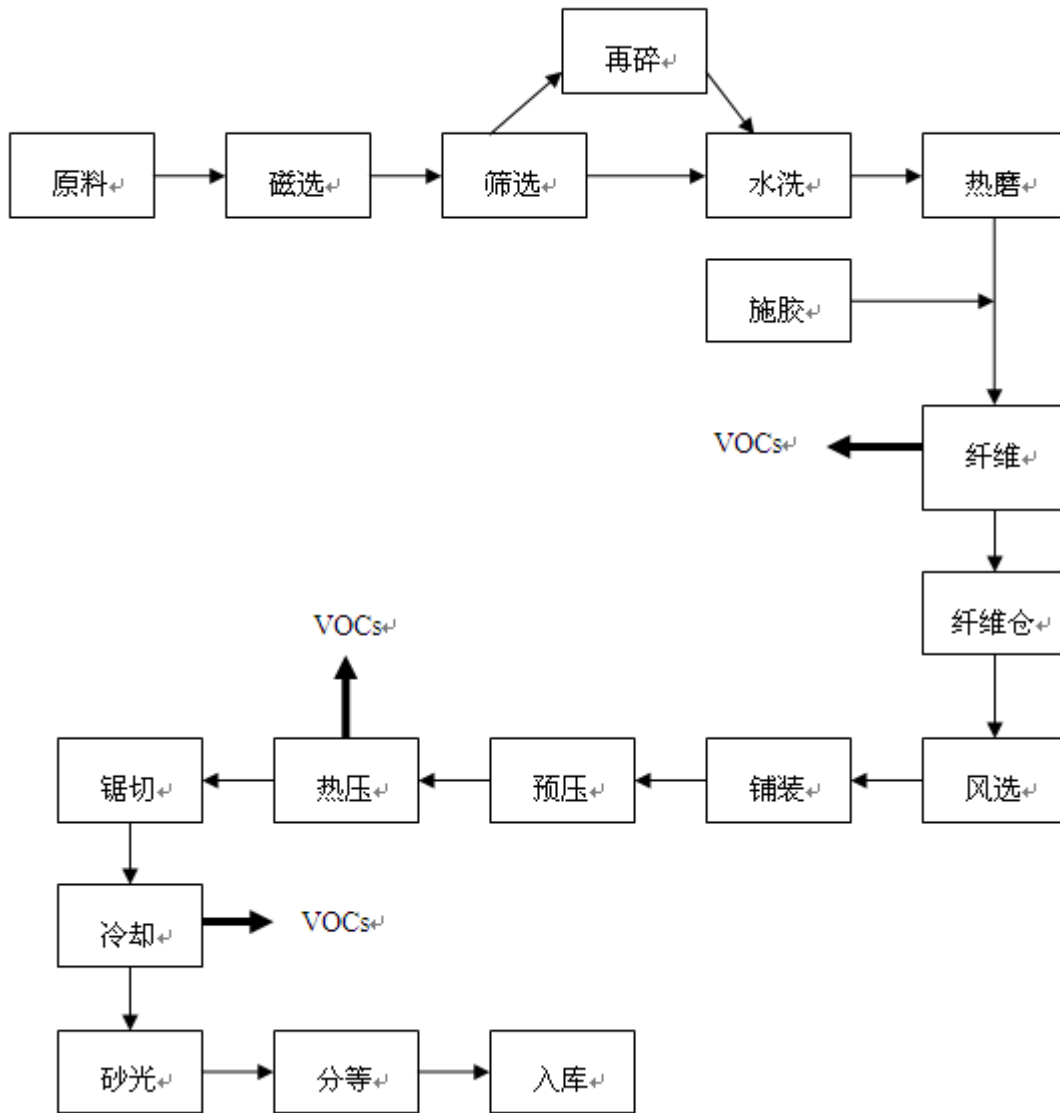 再碎
原料
磁选
筛选
水洗
热磨
施胶
VOCs
纤维
纤维仓
VOCs
锯切
热压
预压
铺装
风选
冷却
VOCs
砂光
分等
入库